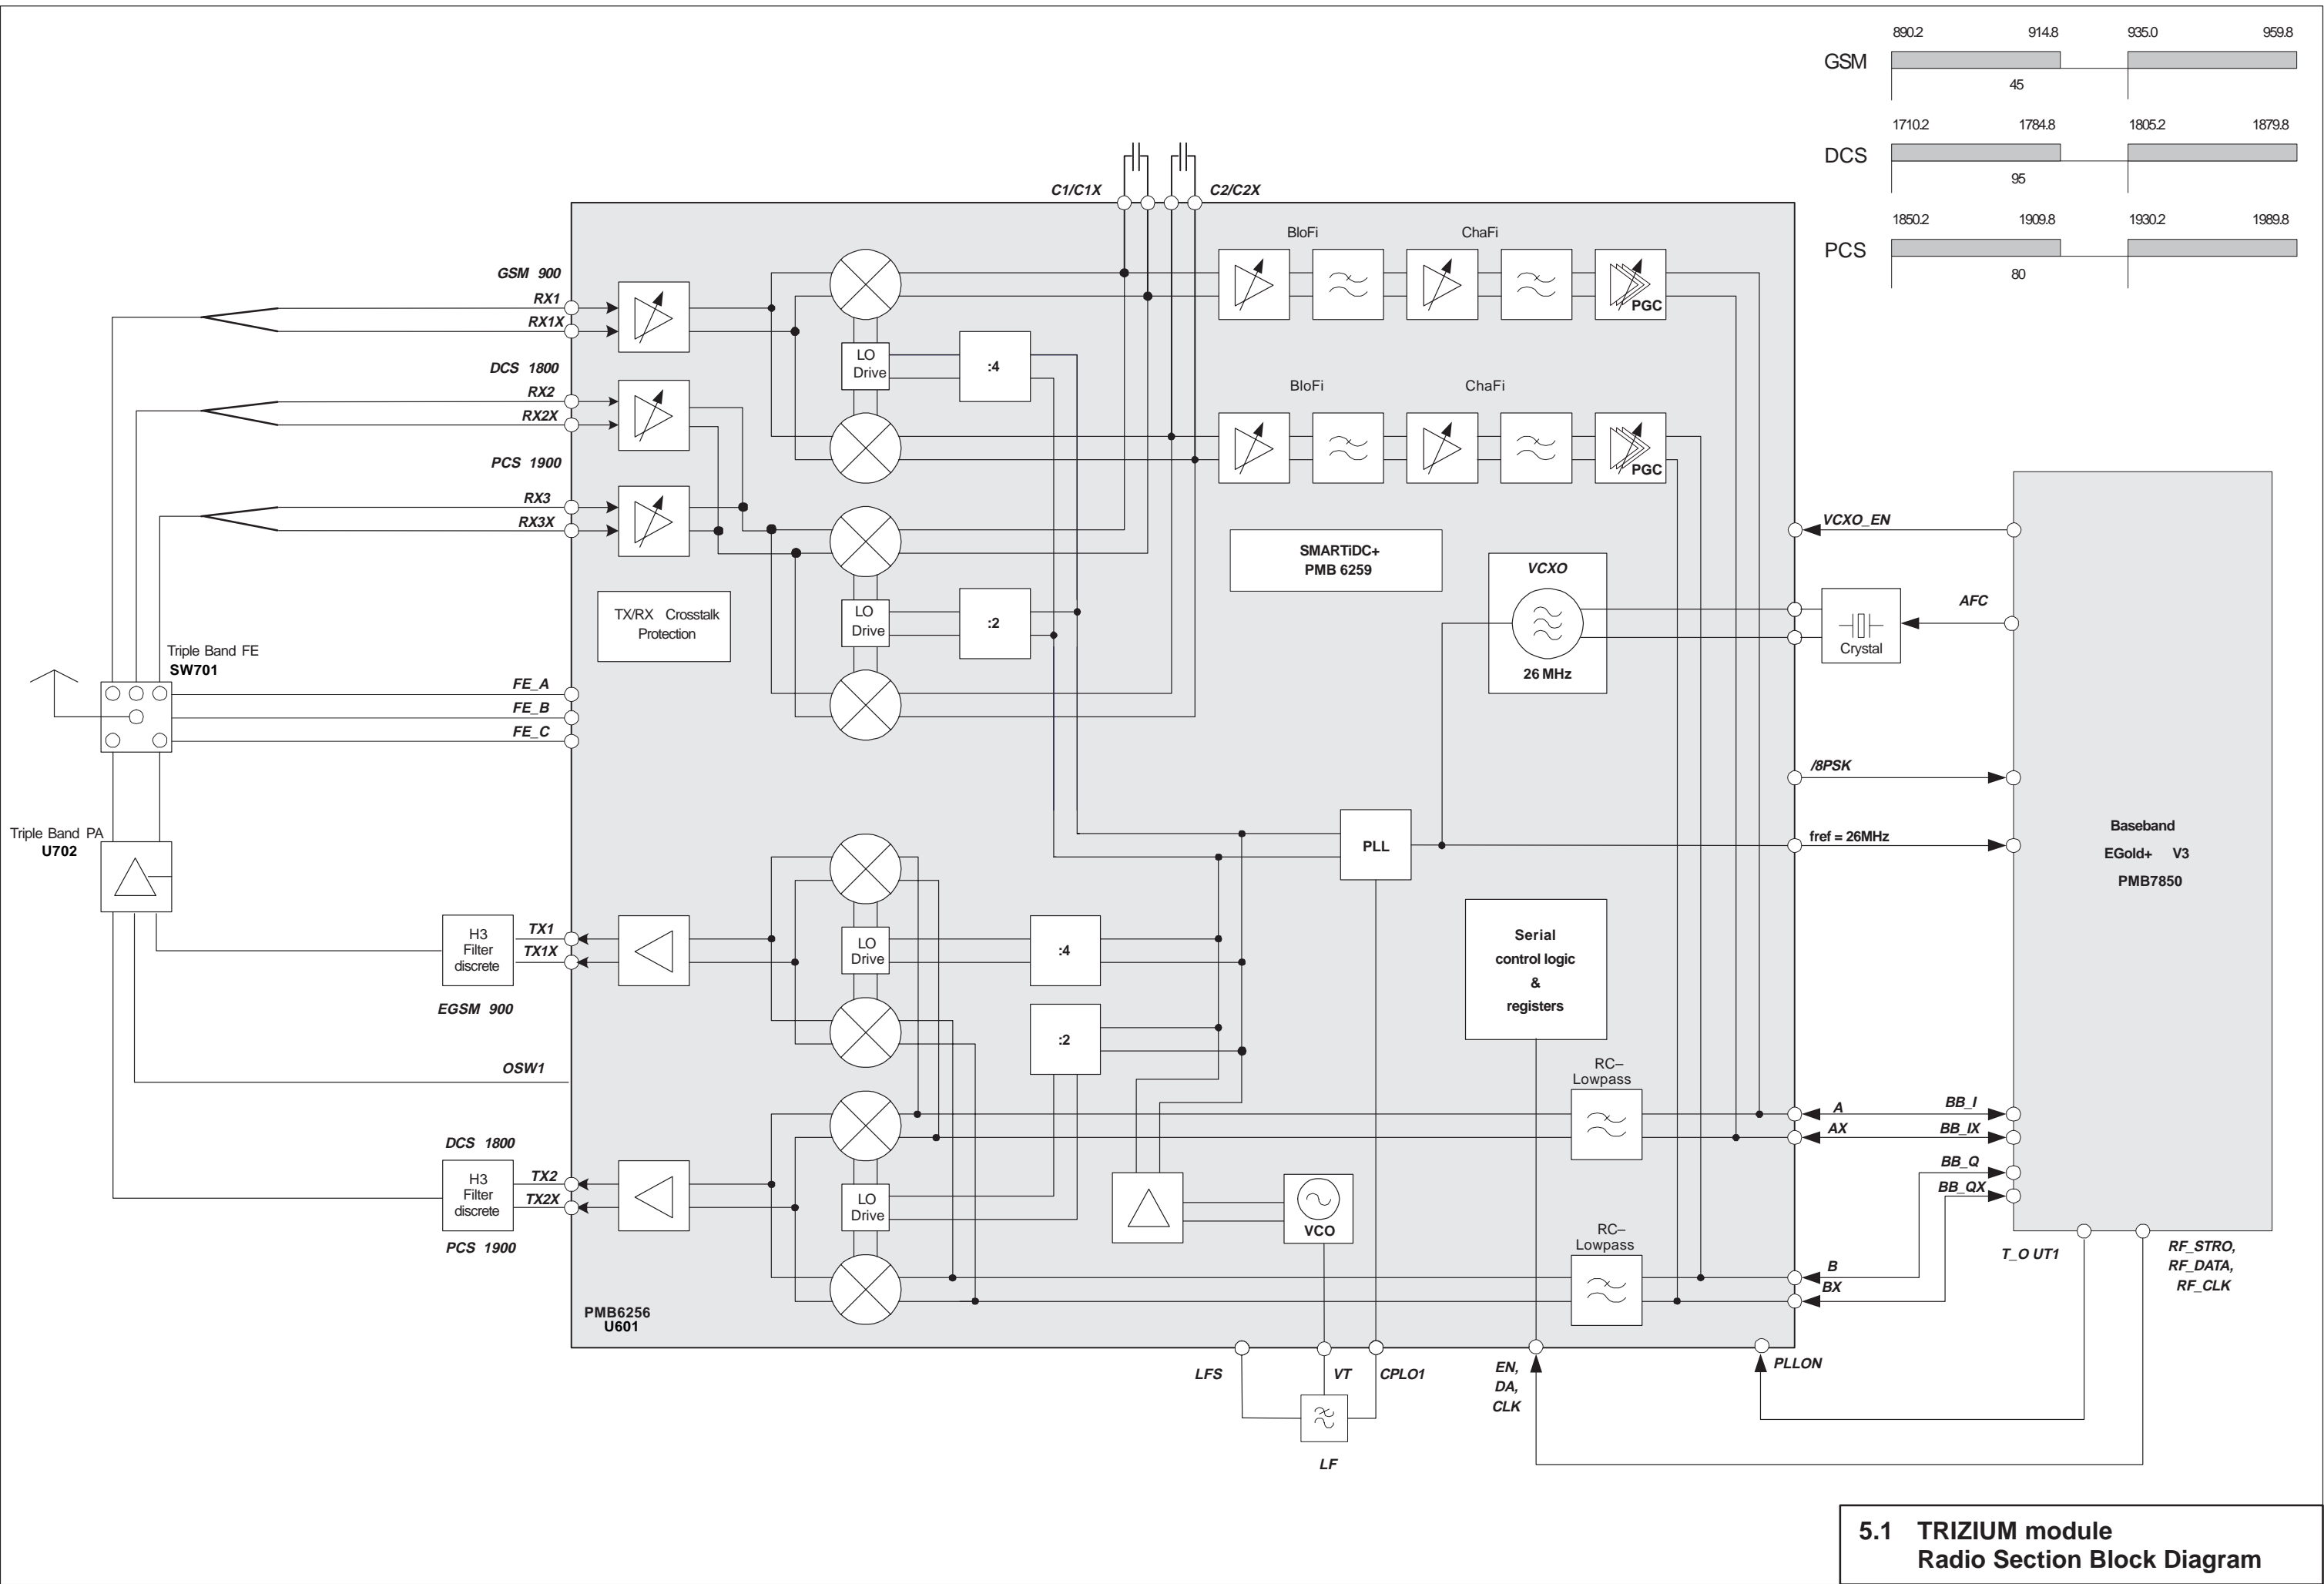 890.2 914.8 935.0 959.8
GSM
45
1710.2 1784.8 1805.2 1879.8
DCS
95
1850.2 1909.8 1930.2 1989.8
PCS
80
C1/C1X
C2/C2X
BloFi
ChaFi
PGC
BloFi
ChaFi
PGC
GSM 900
RX1
RX1X
DCS 1800
RX2
RX2X
PCS 1900
RX3
RX3X
LO
Drive
:4
LO
Drive
:2
TX/RX Crosstalk
Protection
SMARTiDC+
PMB 6259
VCXO
26 MHz
VCXO_EN
AFC
Crystal
Triple Band FE
SW701
FE_A
FE_B
FE_C
/8PSK
fref = 26MHz
Baseband
EGold+ V3
PMB7850
Triple Band PA
U702
PLL
H3
Filter
discrete
TX1
TX1X
EGSM 900
LO
Drive
:4
:2
Serial
control logic
&
registers
OSW1
RC–
Lowpass
A
AX
BB_I
BB_IX
BB_Q
BB_QX
DCS 1800
H3
Filter
discrete
TX2
TX2X
PCS 1900
LO
Drive
VCO
RC–
Lowpass
B
BX
T_O UT1
RF_STRO,
RF_DATA,
RF_CLK
PMB6256
U601
LFS
VT
CPLO1
EN,
DA,
CLK
PLLON
LF
5.1 TRIZIUM module
Radio Section Block Diagram